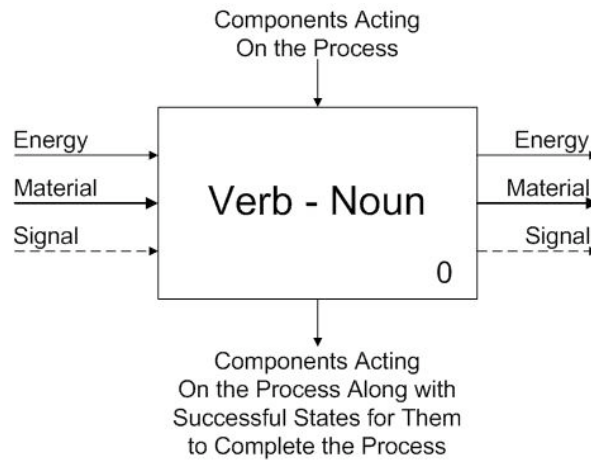 Components Acting
On the Process
Energy
Material
Signal
Verb - Noun
0
Energy
Material
Signal
Components Acting
On the Process Along with
Successful States for Them
to Complete the Process